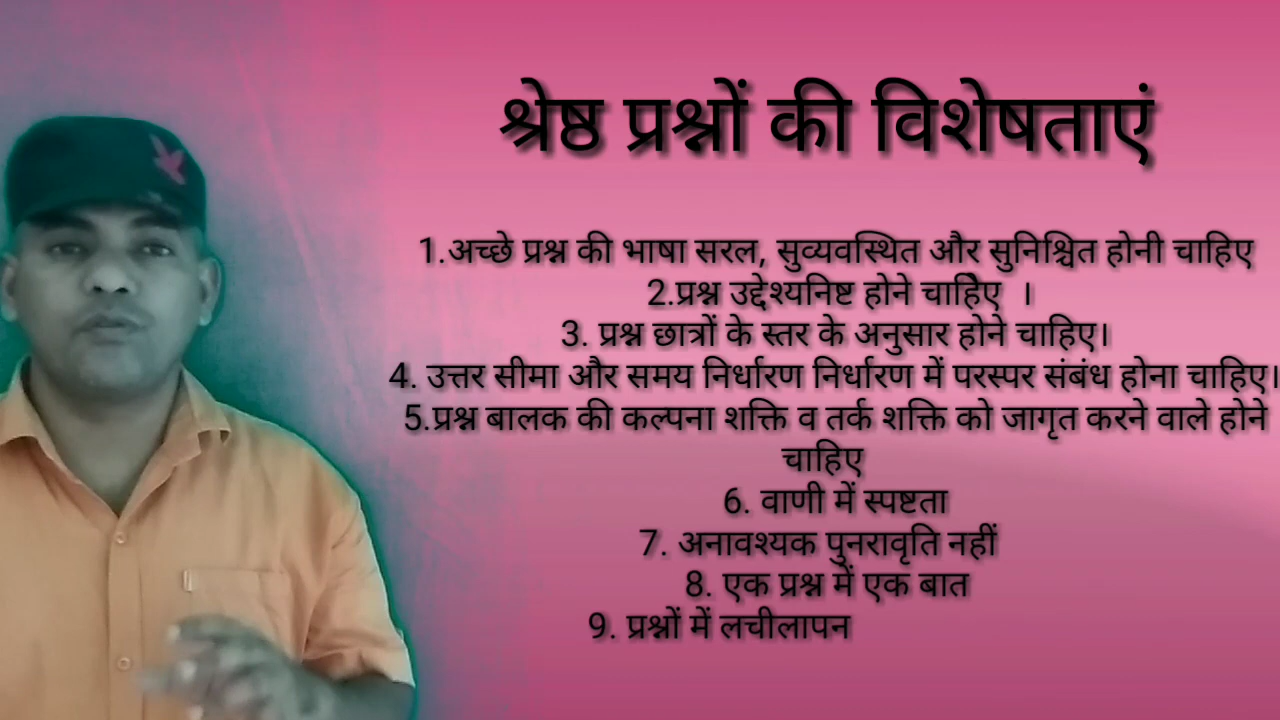 श्रेष्ठ प्रश्नों की विशेषताएं
1.अच्छे प्रश्न की भाषा सरल, सुव्यवस्थित और सुनिश्चित होनी चाहिए
2.प्रश्न उद्देश्यनिष्ट होने चाहिेए ।
3. प्रश्न छात्रों के स्तर के अनुसार होने चाहिए।
4. उत्तर सीमा और समय निर्धारण निर्धारण में परस्पर संबंध होना चाहिए।
5.प्रश्न बालक की कल्पना शक्ति व तर्क शक्ति को जागृत करने वाले होने
चाहिए
6. वाणी में स्पष्टता
7. अनावश्यक पुनरावृति नहीं
8. एक प्रश्न में एक बात
9. प्रश्नों में लचीलापन